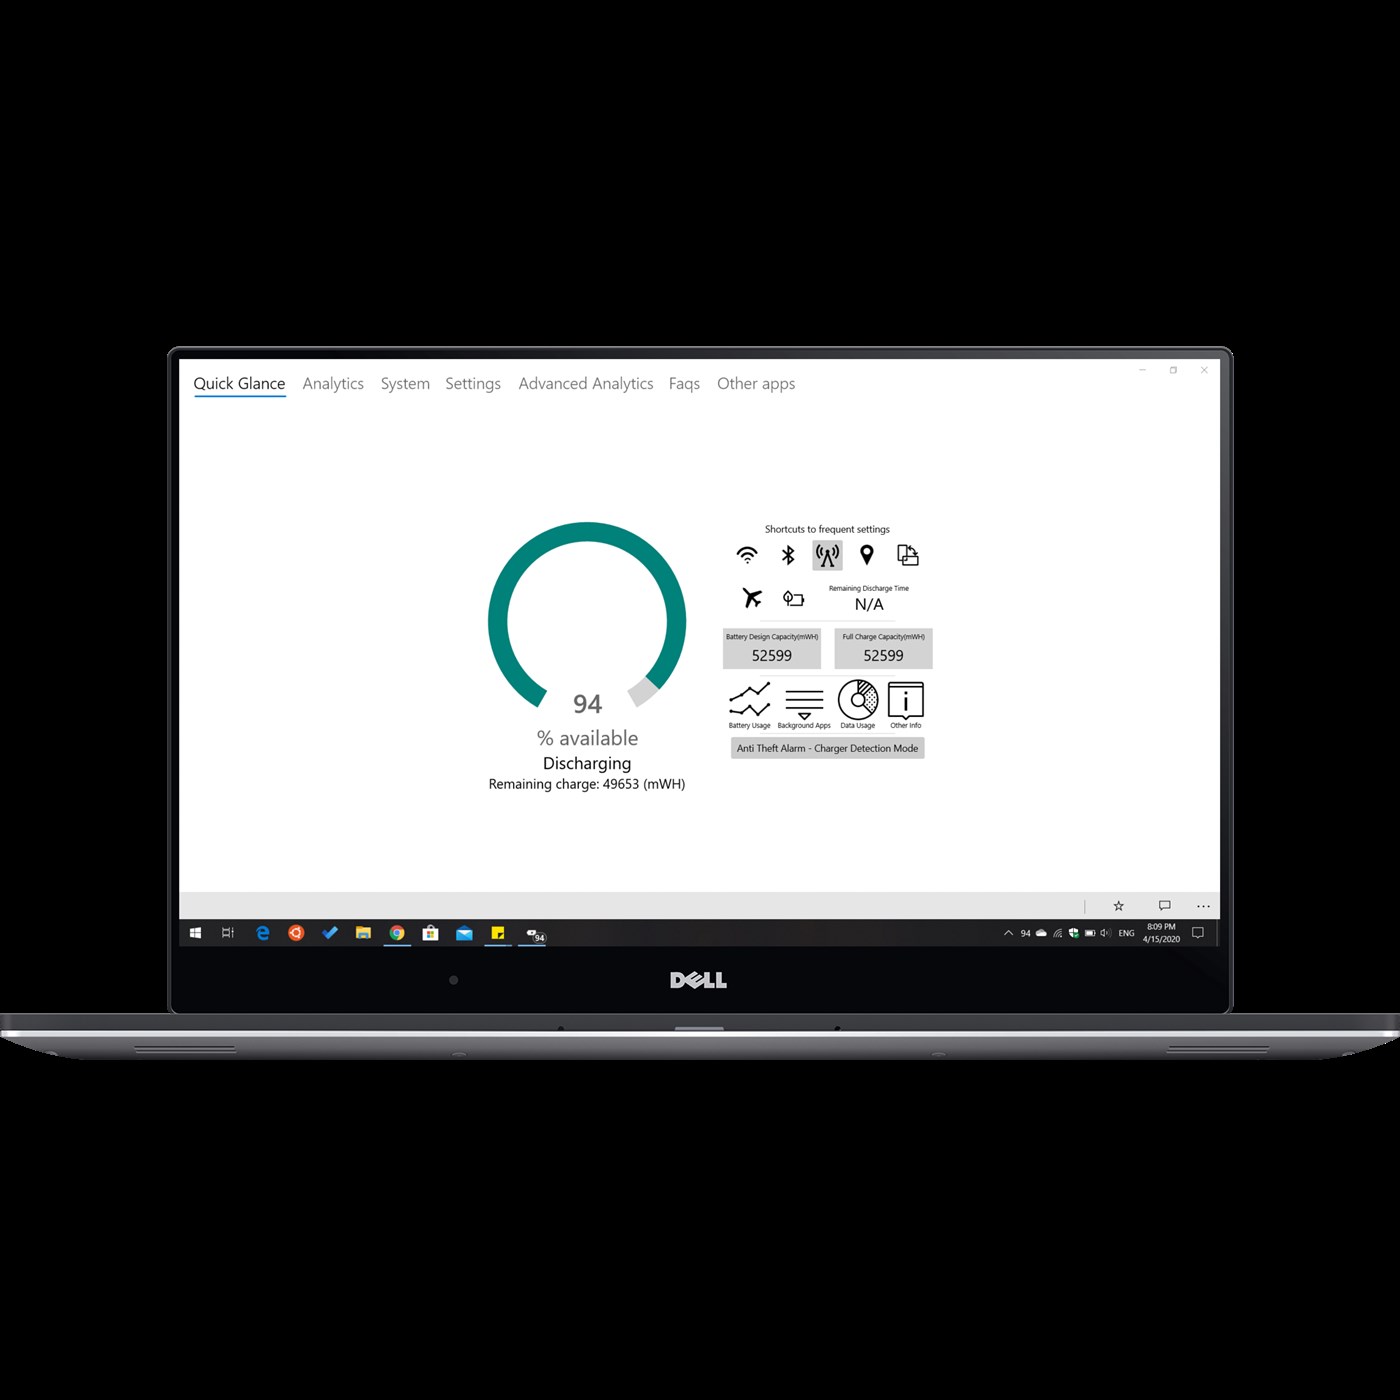 Quick Glance Analytics System Settings Advanced Analytics Faqs Other apps
Shortcuts to frequent settings
Remaining Discharge Time
N/A
Battery Design Capacity(mWH) Full Charge Capacity(mWH)
52599 52599
Battery Usage Background Apps Data Usage Other Info
Anti Theft Alarm - Charger Detection Mode
94
% available
Discharging
Remaining charge: 49653 (mWH)
94
94 ENG 8:09 PM
4/15/2020
DELL